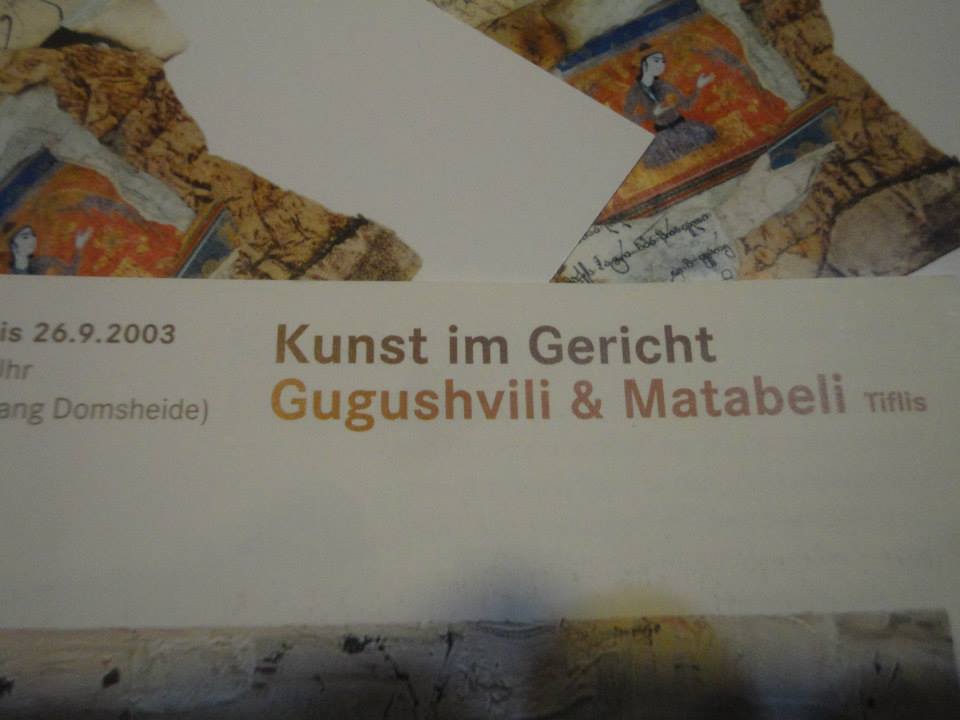 is 26.9.2003
Uhr
ang Domsheide)
Kunst im Gericht
Gugushvili & Matabeli Tiflis